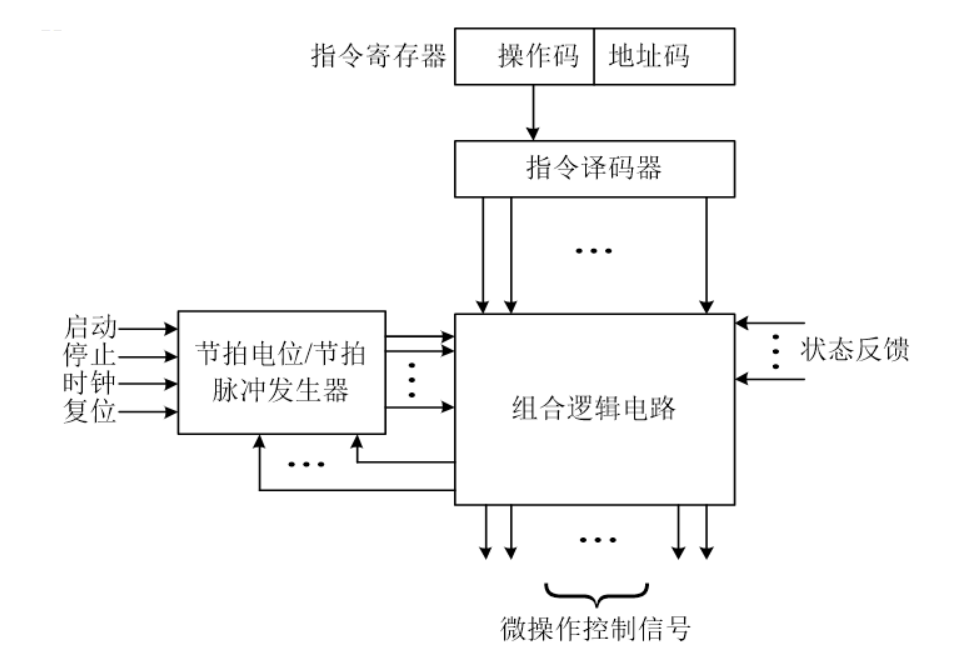 指令寄存器 操作码 地址码
指令译码器
启动
停止
时钟
复位
节拍电位/节拍
脉冲发生器
组合逻辑电路
状态反馈
微操作控制信号